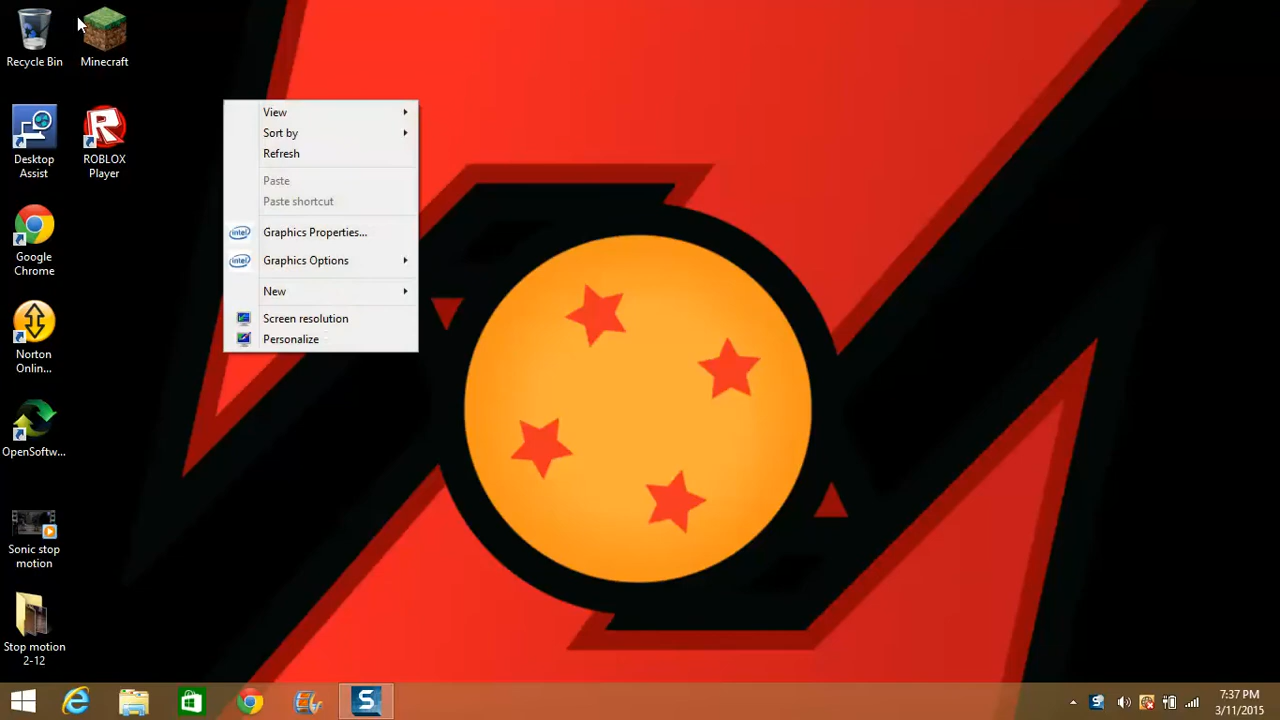 Recycle Bin
Minecraft
Desktop
Assist
ROBLOX
Player
Google
Chrome
Norton
Onlin...
OpenSoftw...
Sonic stop
motion
Stop motion
2-12
View
Sort by
Refresh
Paste
Paste shortcut
intel
Graphics Properties...
intel
Graphics Options
New
Screen resolution
Personalize
S
7:37 PM
3/11/2015